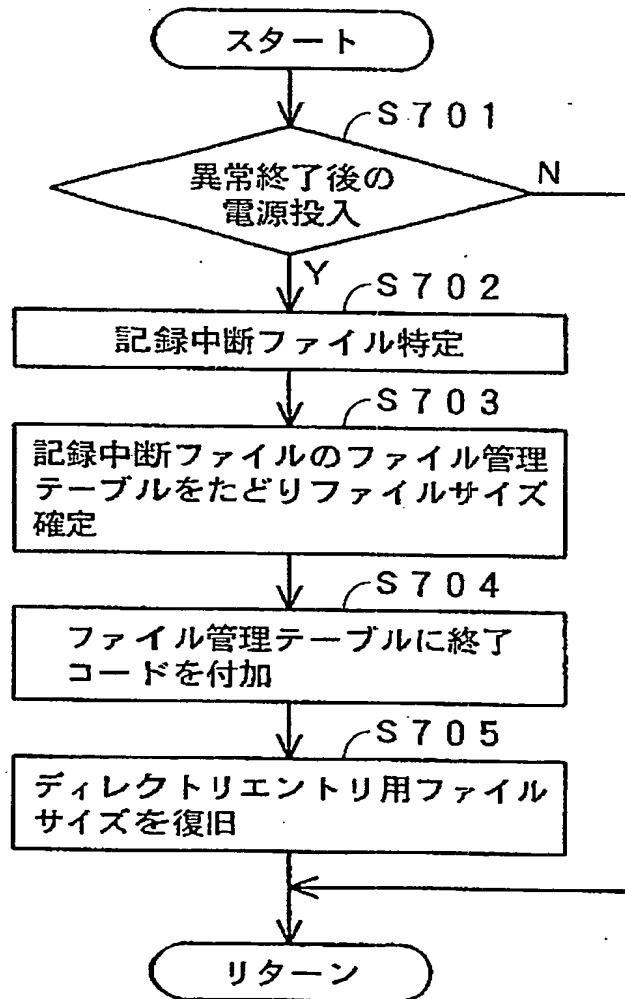 スタート
S701
異常終了後の
電源投入
N
Y
S702
記録中断ファイル特定
S703
記録中断ファイルのファイル管理
テーブルをたどりファイルサイズ
確定
S704
ファイル管理テーブルに終了
コードを付加
S705
ディレクトリエントリ用ファイル
サイズを復旧
リターン